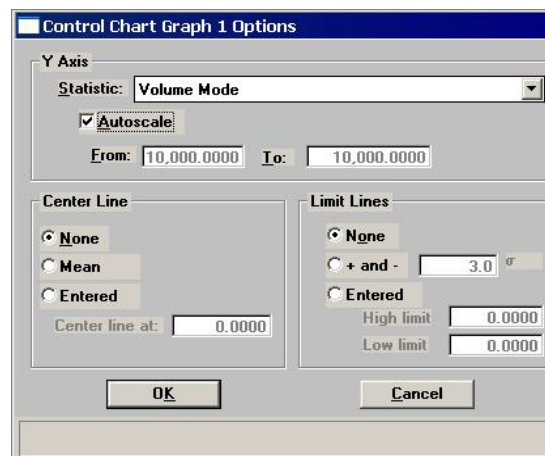 Control Chart Graph 1 Options
Y Axis
Statistic: Volume Mode
Autoscale
From: 10,000.0000 To: 10,000.0000
Center Line
None
Mean
Entered
Center line at: 0.0000
Limit Lines
None
+ and - 3.0 σ
Entered
High limit 0.0000
Low limit 0.0000
OK Cancel